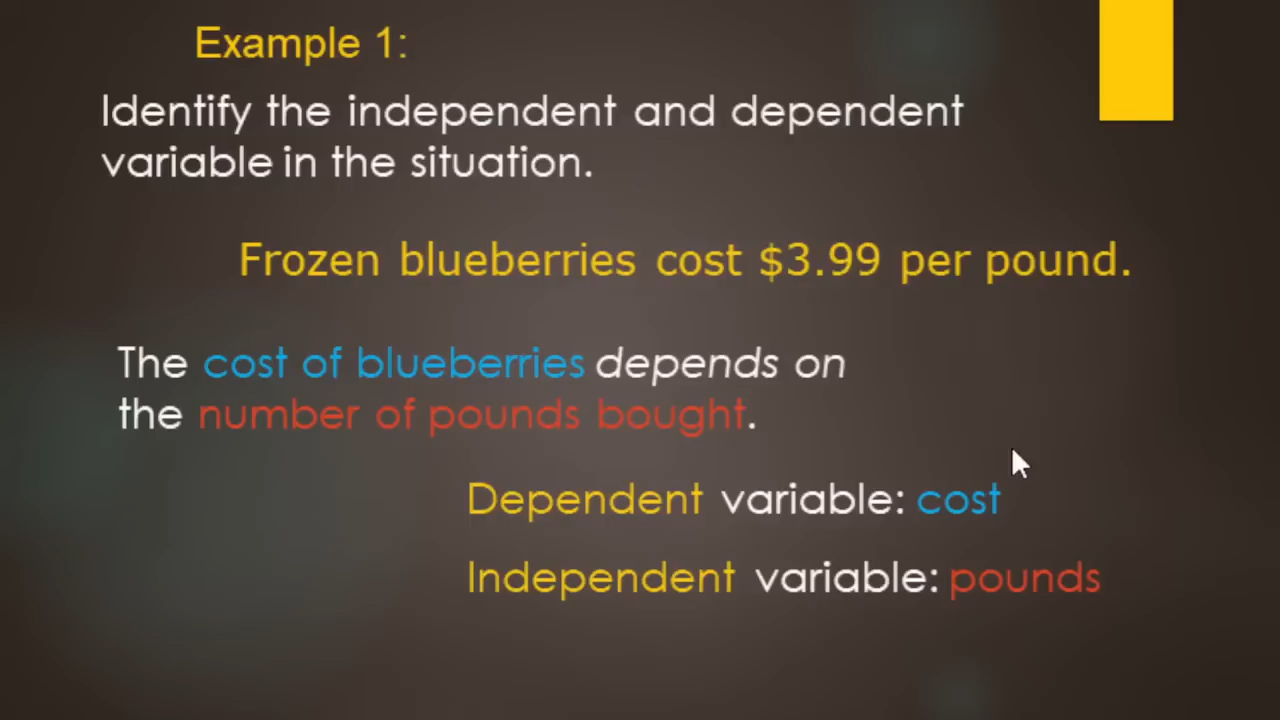 Example 1:
Identify the independent and dependent
variable in the situation.
Frozen blueberries cost $3.99 per pound.
The cost of blueberries depends on
the number of pounds bought.
Dependent variable: cost
Independent variable: pounds